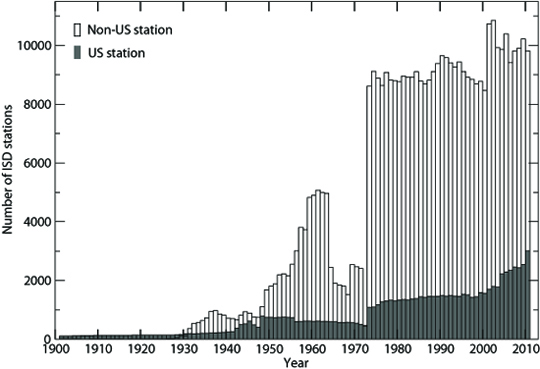 Non-US station
US station
10000
8000
6000
4000
2000
0
Number of ISD stations
1900 1910 1920 1930 1940 1950 1960 1970 1980 1990 2000 2010
Year